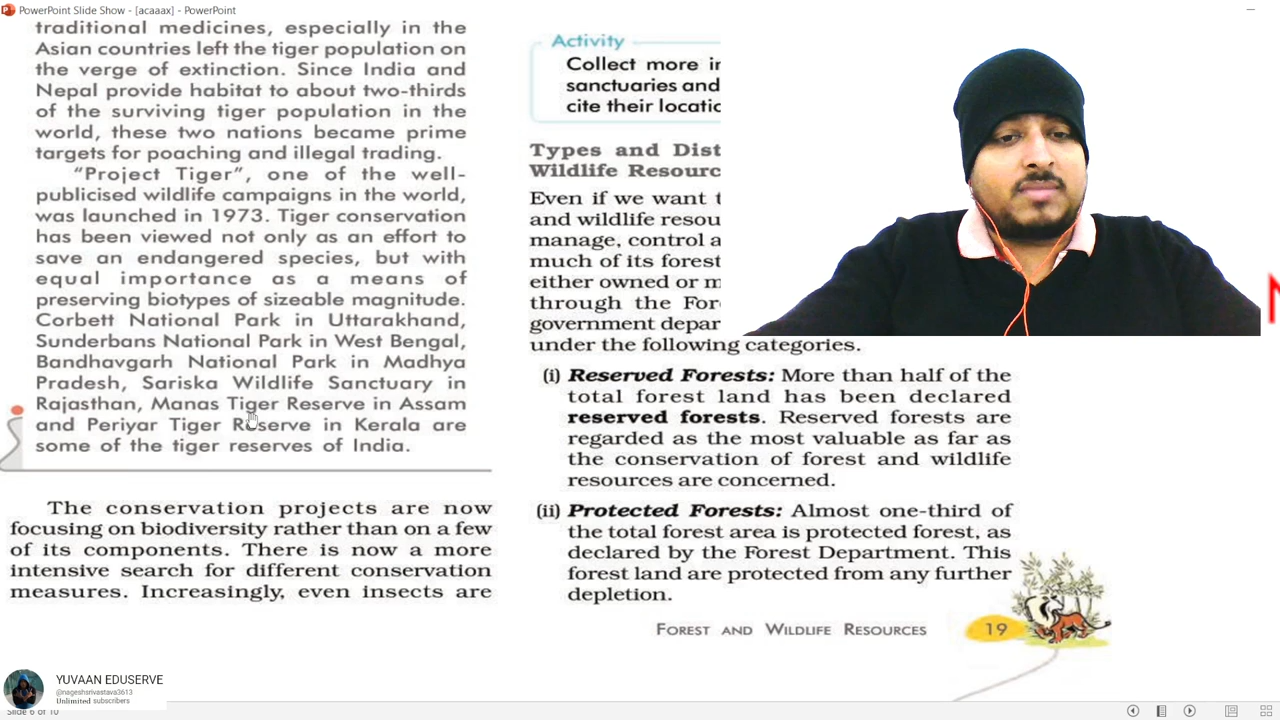 PowerPoint Slide Show - [acaaax] - PowerPoint
traditional medicines, especially in the
Asian countries left the tiger population on
the verge of extinction. Since India and
Nepal provide habitat to about two-thirds
of the surviving tiger population in the
world, these two nations became prime
targets for poaching and illegal trading.
“Project Tiger”, one of the well-
publicised wildlife campaigns in the world,
was launched in 1973. Tiger conservation
has been viewed not only as an effort to
save an endangered species, but with
equal importance as a means of
preserving biotypes of sizeable magnitude.
Corbett National Park in Uttarakhand,
Sunderbans National Park in West Bengal,
Bandhavgarh National Park in Madhya
Pradesh, Sariska Wildlife Sanctuary in
Rajasthan, Manas Tiger Reserve in Assam
and Periyar Tiger Reserve in Kerala are
some of the tiger reserves of India.
The conservation projects are now
focusing on biodiversity rather than on a few
of its components. There is now a more
intensive search for different conservation
measures. Increasingly, even insects are
Activity
Collect more
sanctuaries and
cite their
Types and
Wildlife
Even if we want
and wildlife
manage, control
much of its forest
either owned or
through the
government
under the following categories.
(i) Reserved Forests: More than half of the
total forest land has been declared
reserved forests. Reserved forests are
regarded as the most valuable as far as
the conservation of forest and wildlife
resources are concerned.
(ii) Protected Forests: Almost one-third of
the total forest area is protected forest, as
declared by the Forest Department. This
forest land are protected from any further
depletion.
FOREST AND WILDLIFE RESOURCES 19
YUVAAN EDUSERVE
@nageshsrivastava3613
Unlimited subscribers
Slide 6 of 10